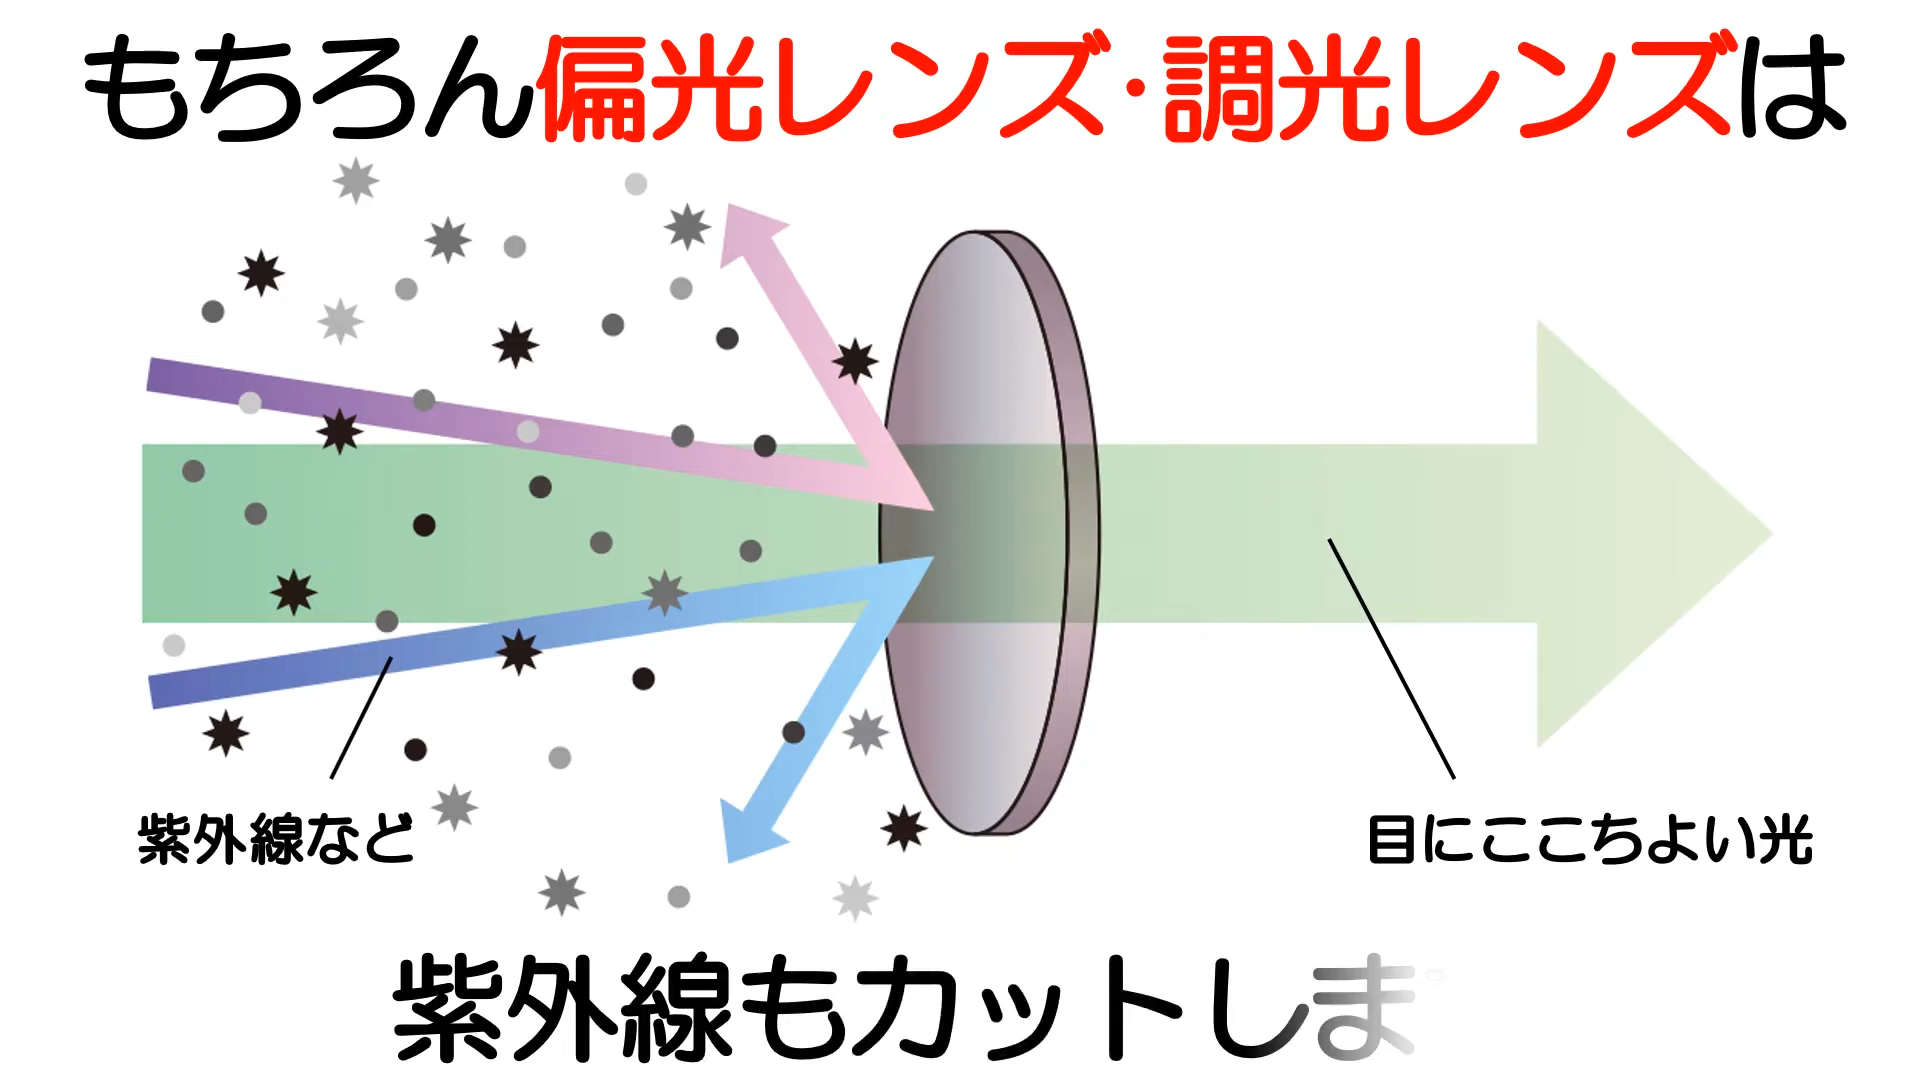 もちろん偏光レンズ・調光レンズは
紫外線など
目にここちよい光
紫外線もカットしま